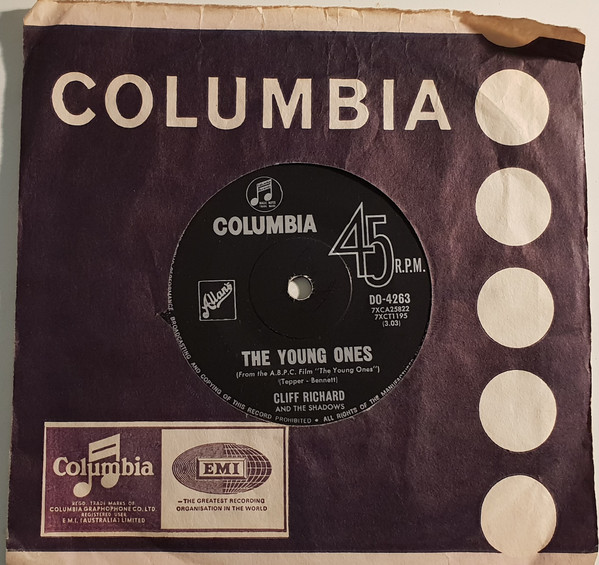 COLUMBIA
COLUMBIA
45 R.P.M.
DO-4263
7XCA25822
7XCT1195
(3.03)
Allans
THE YOUNG ONES
(From the A.B.P.C. Film "The Young Ones")
(Tepper - Bennett)
CLIFF RICHARD
AND THE SHADOWS
BROADCASTING AND COPYING OF THIS RECORD PROHIBITED • ALL RIGHTS OF THE
Columbia
REGD. TRADE MARKS OF
COLUMBIA GRAPHOPHONE CO. LTD.
REGISTERED USER
E.M.I. (AUSTRALIA) LIMITED
EMI
—THE GREATEST RECORDING
ORGANISATION IN THE WORLD